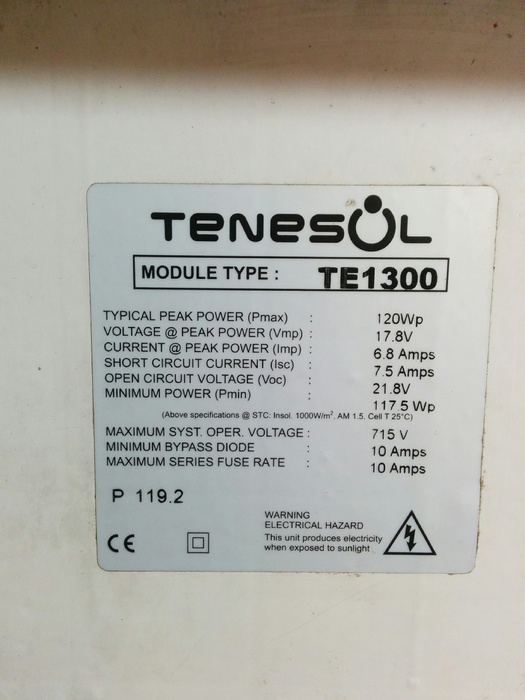 TENESOL
MODULE TYPE : TE1300
TYPICAL PEAK POWER (Pmax) : 120Wp
VOLTAGE @ PEAK POWER (Vmp) : 17.8V
CURRENT @ PEAK POWER (Imp) : 6.8 Amps
SHORT CIRCUIT CURRENT (Isc) : 7.5 Amps
OPEN CIRCUIT VOLTAGE (Voc) : 21.8V
MINIMUM POWER (Pmin) : 117.5 Wp
(Above specifications @ STC: Insol. 1000W/m². AM 1.5, Cell T 25°C)
MAXIMUM SYST. OPER. VOLTAGE : 715 V
MINIMUM BYPASS DIODE : 10 Amps
MAXIMUM SERIES FUSE RATE : 10 Amps
P 119.2
WARNING
ELECTRICAL HAZARD
This unit produces electricity
when exposed to sunlight
CE